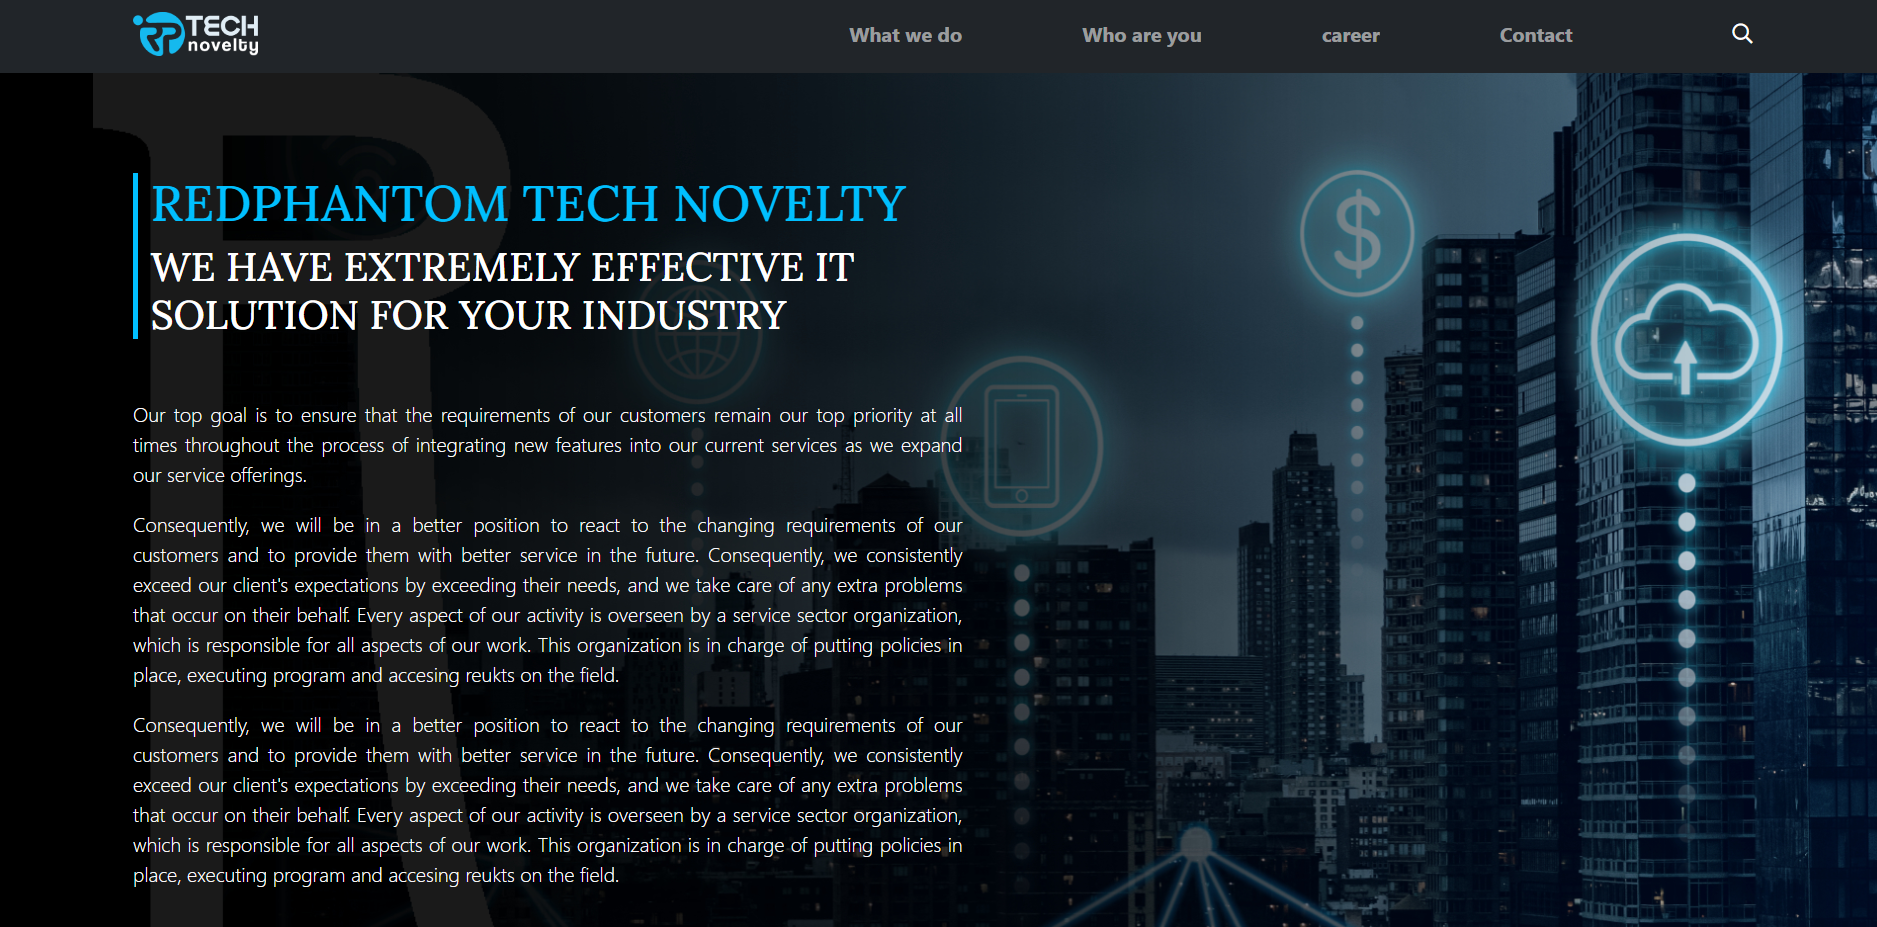 TECH
novelty
What we do
Who are you
career
Contact
REDPHANTOM TECH NOVELTY
WE HAVE EXTREMELY EFFECTIVE IT
SOLUTION FOR YOUR INDUSTRY
Our top goal is to ensure that the requirements of our customers remain our top priority at all
times throughout the process of integrating new features into our current services as we expand
our service offerings.
Consequently, we will be in a better position to react to the changing requirements of our
customers and to provide them with better service in the future. Consequently, we consistently
exceed our client's expectations by exceeding their needs, and we take care of any extra problems
that occur on their behalf. Every aspect of our activity is overseen by a service sector organization,
which is responsible for all aspects of our work. This organization is in charge of putting policies in
place, executing program and accesing reukts on the field.
Consequently, we will be in a better position to react to the changing requirements of our
customers and to provide them with better service in the future. Consequently, we consistently
exceed our client's expectations by exceeding their needs, and we take care of any extra problems
that occur on their behalf. Every aspect of our activity is overseen by a service sector organization,
which is responsible for all aspects of our work. This organization is in charge of putting policies in
place, executing program and accesing reukts on the field.